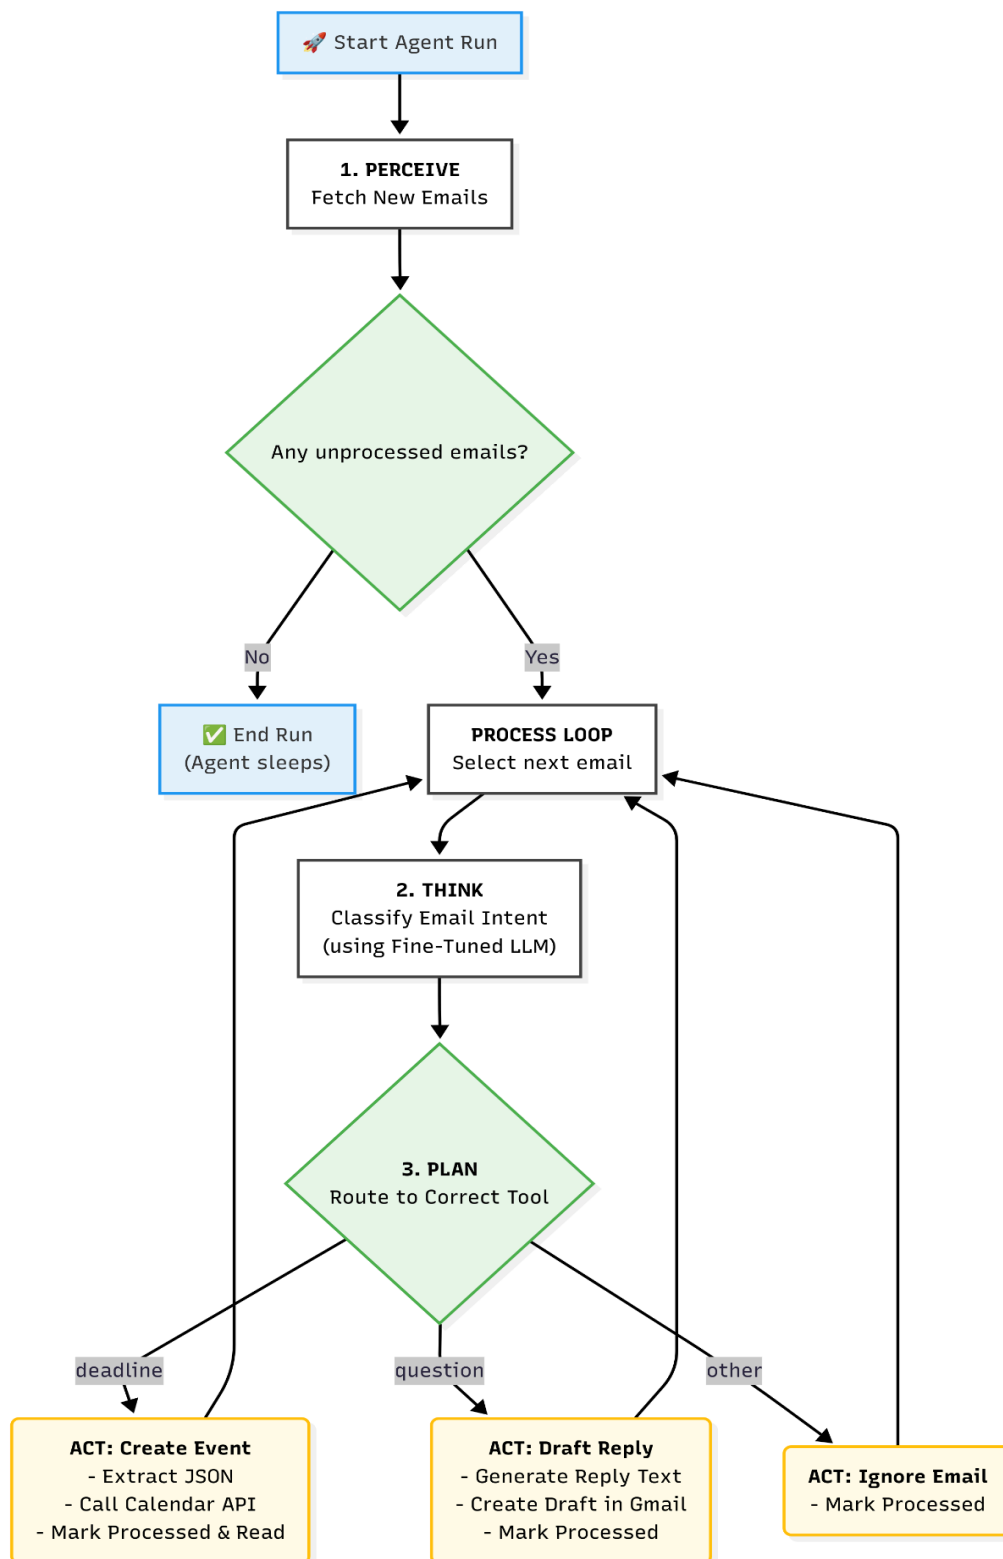 🚀 Start Agent Run
1. PERCEIVE
Fetch New Emails
Any unprocessed emails?
No
Yes
✅ End Run
(Agent sleeps)
PROCESS LOOP
Select next email
2. THINK
Classify Email Intent
(using Fine-Tuned LLM)
3. PLAN
Route to Correct Tool
deadline
question
other
ACT: Create Event
- Extract JSON
- Call Calendar API
- Mark Processed & Read
ACT: Draft Reply
- Generate Reply Text
- Create Draft in Gmail
- Mark Processed
ACT: Ignore Email
- Mark Processed